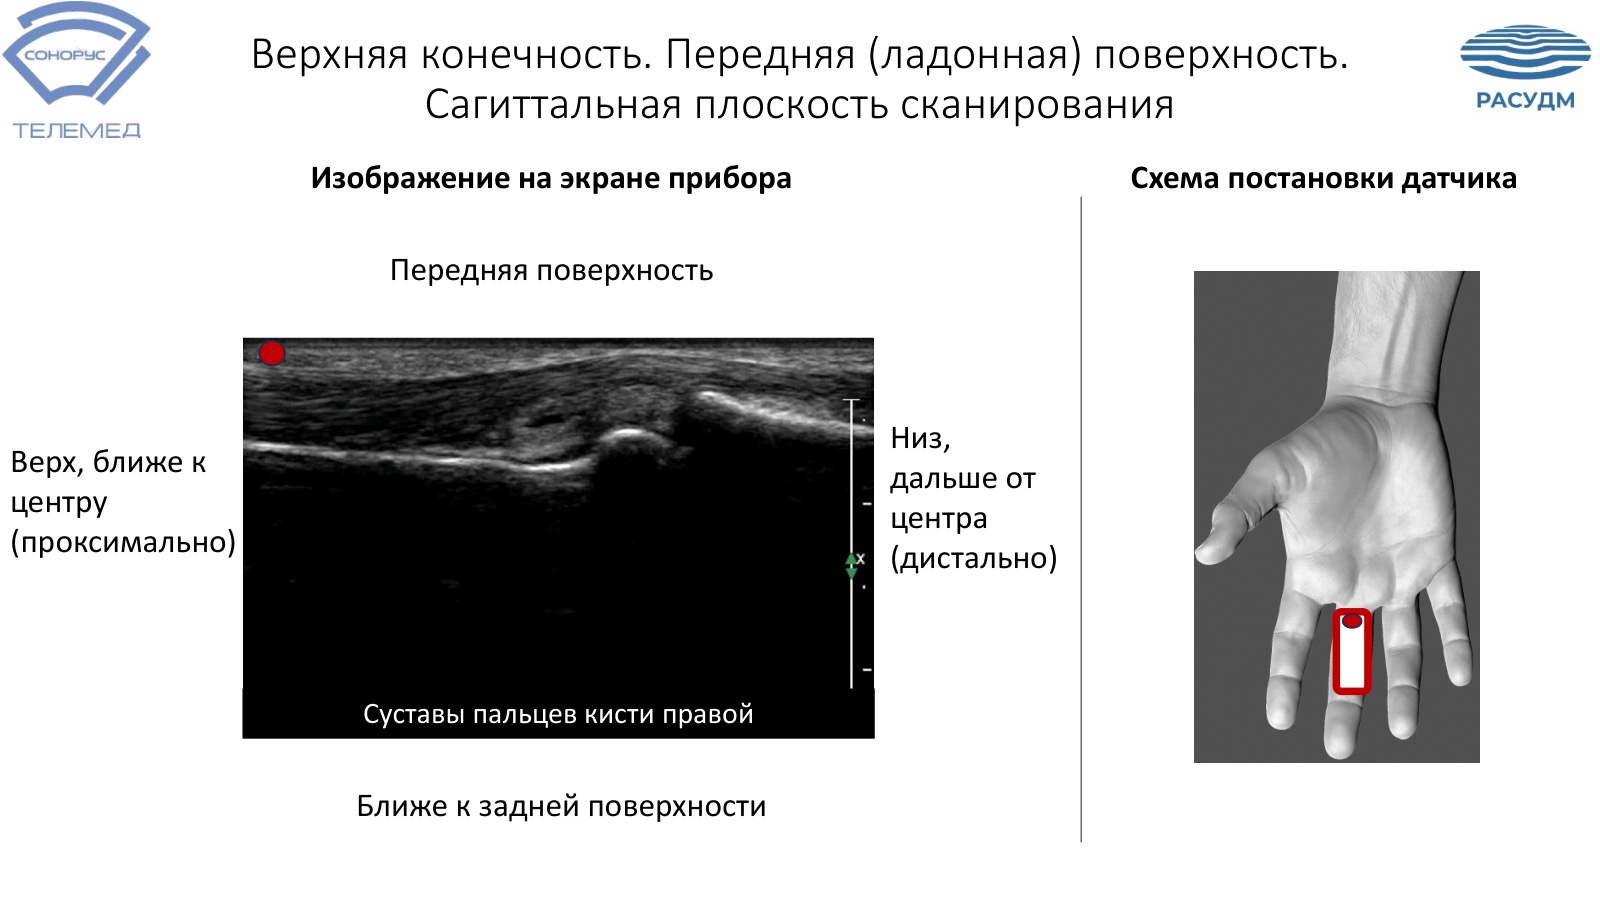 СОНОРУС
ТЕЛЕМЕД
Верхняя конечность. Передняя (ладонная) поверхность.
Сагиттальная плоскость сканирования
РАСУДМ
Изображение на экране прибора
Схема постановки датчика
Передняя поверхность
Верх, ближе к
центру
(проксимально)
Низ,
дальше от
центра
(дистально)
x
Суставы пальцев кисти правой
Ближе к задней поверхности